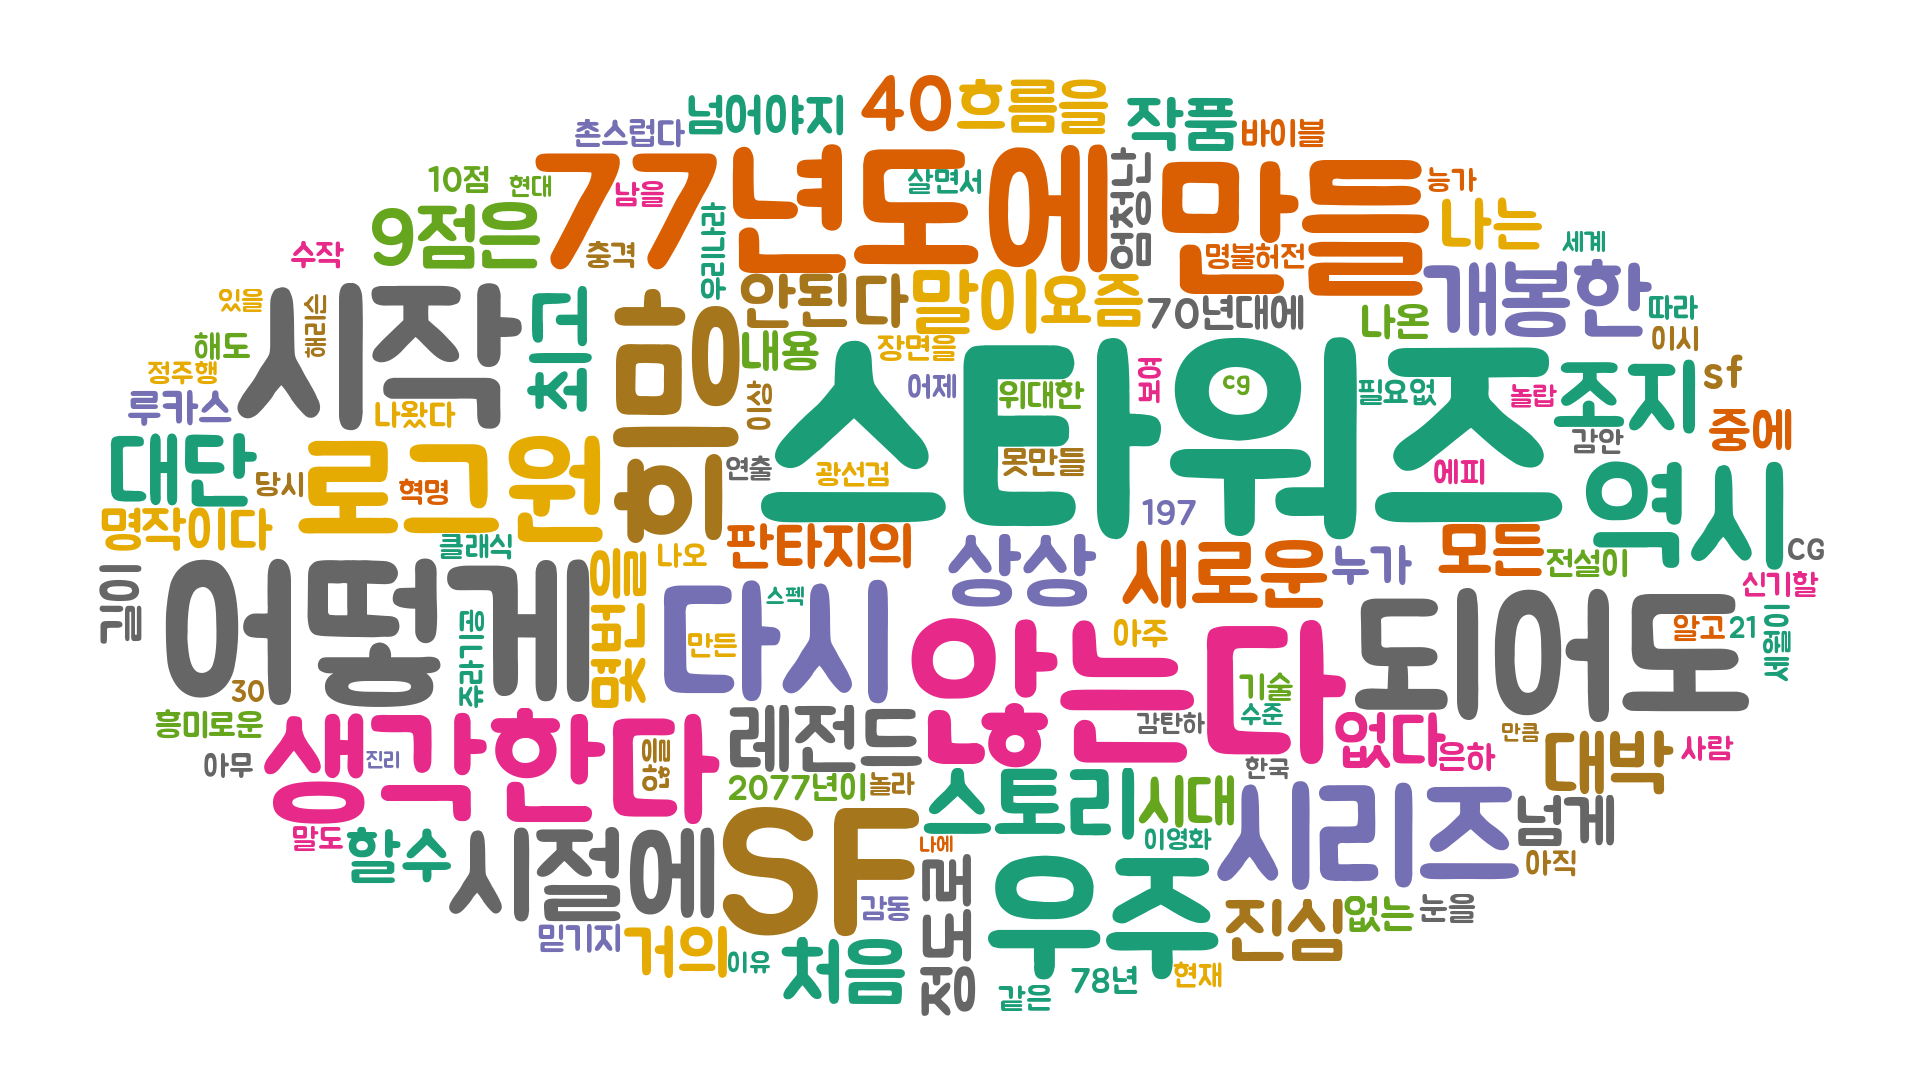 40
흐름을
넘어야지
작품
촌스럽다
바이블
77년도에
만들
엄청난
10점
현대
남을
살면서
능가
9점은
우리나라
나는
수작
충격
명불허전
세계
안된다
말이요즘
개봉한
있을
해리슨
시작
최고
희망
70년대에
나온
따라
이시
해도
내용
장면을
스타워즈
정주행
루카스
나왔다
이상
어제
위대한
보여
cg
필요없
놀랍
조지
sf
중에
감안
대단
당시
로그원
혁명
연출
광선검
못만들
에피
역시
197
명작이다
클래식
판타지의
상상
새로운
누가
모든
전설이
CG
길이
어떻게
몇번을
나오
신기할
쥬라기공
다시
스펙
만든
않는다
아주
되어도
알고
21
세월이
30
기술
수준
흥미로운
생각한다
않을
레전드
감탄하
없다
은하
만큼
대박
사람
아무
진리
2077년이
놀라
스토리
시대
한국
시리즈
넘게
말도
할수
시절에
SF
나에
이영화
아직
정도로
우주
감동
진심
없는
눈을
믿기지
거의
이유
처음
같은
78년
현재